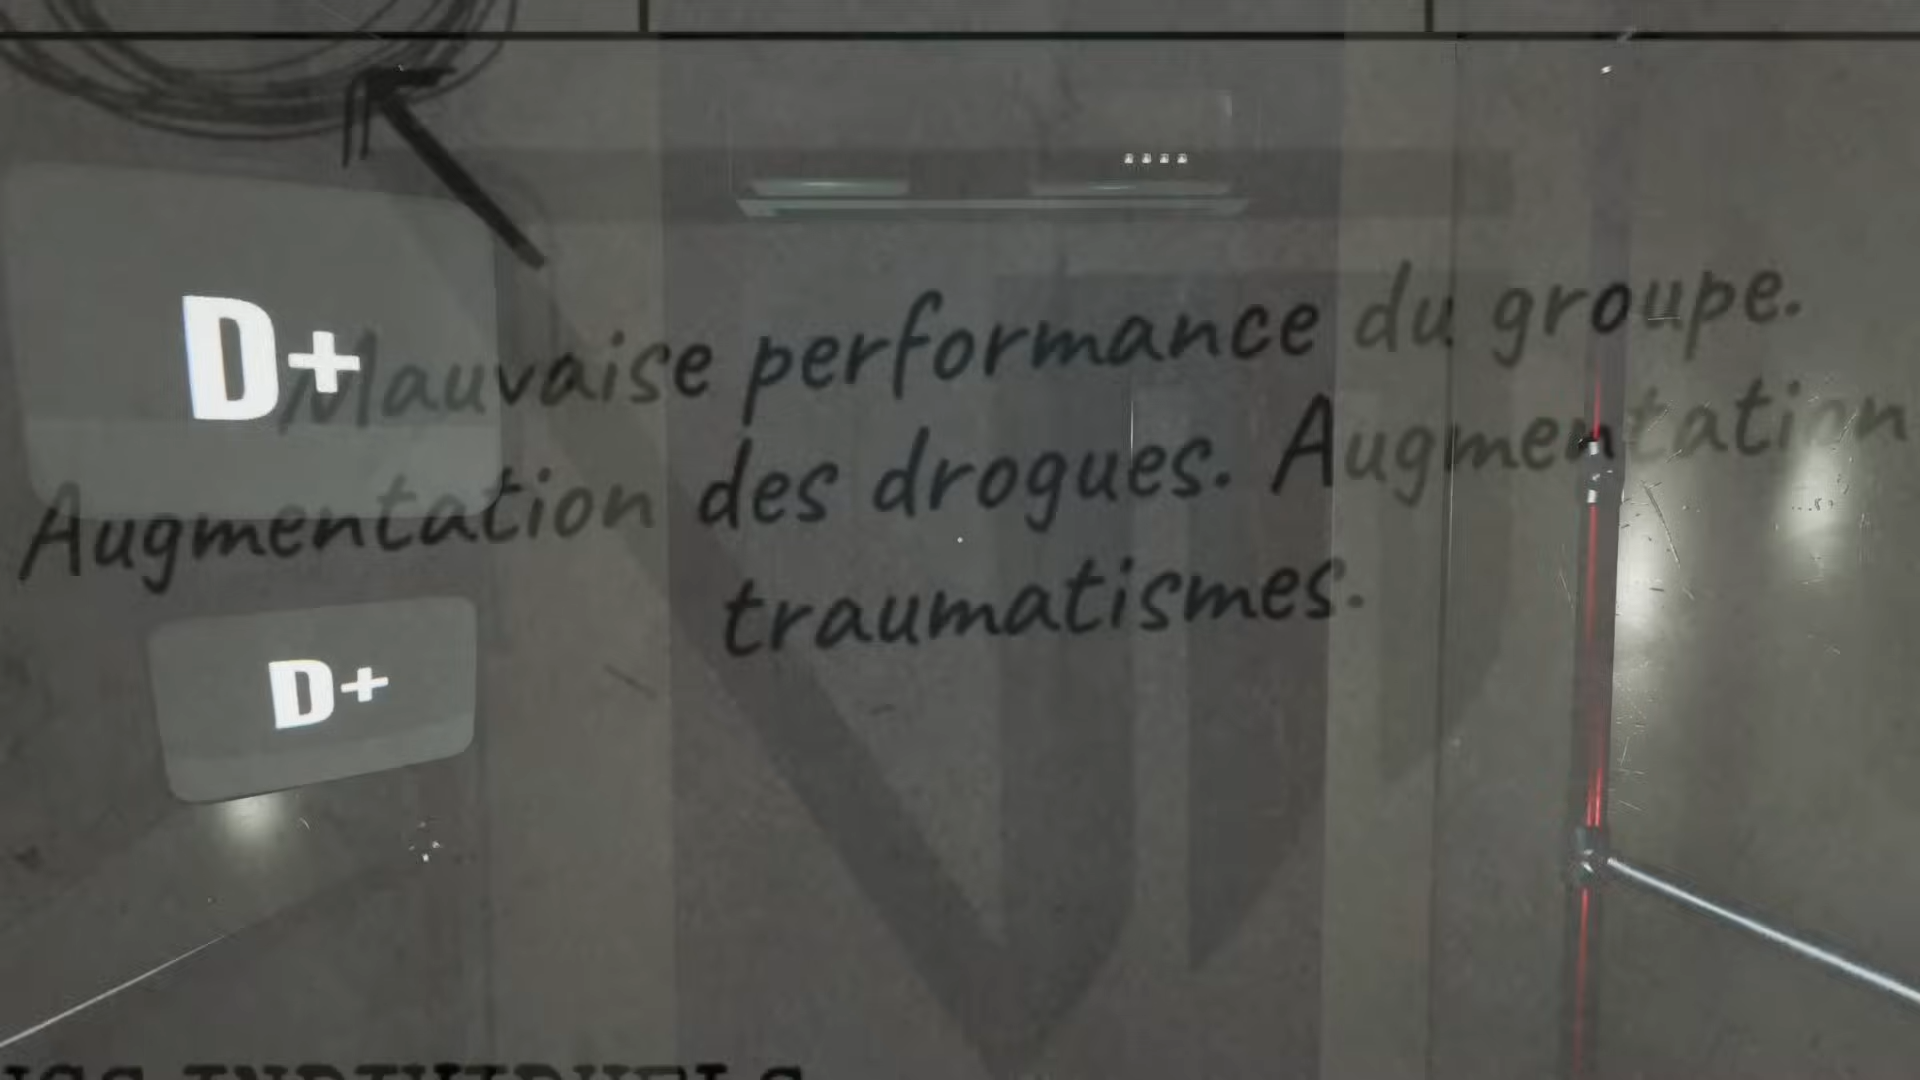 D+
Mauvaise performance du groupe.
Augmentation des drogues. Augmentation
traumatismes.
D+